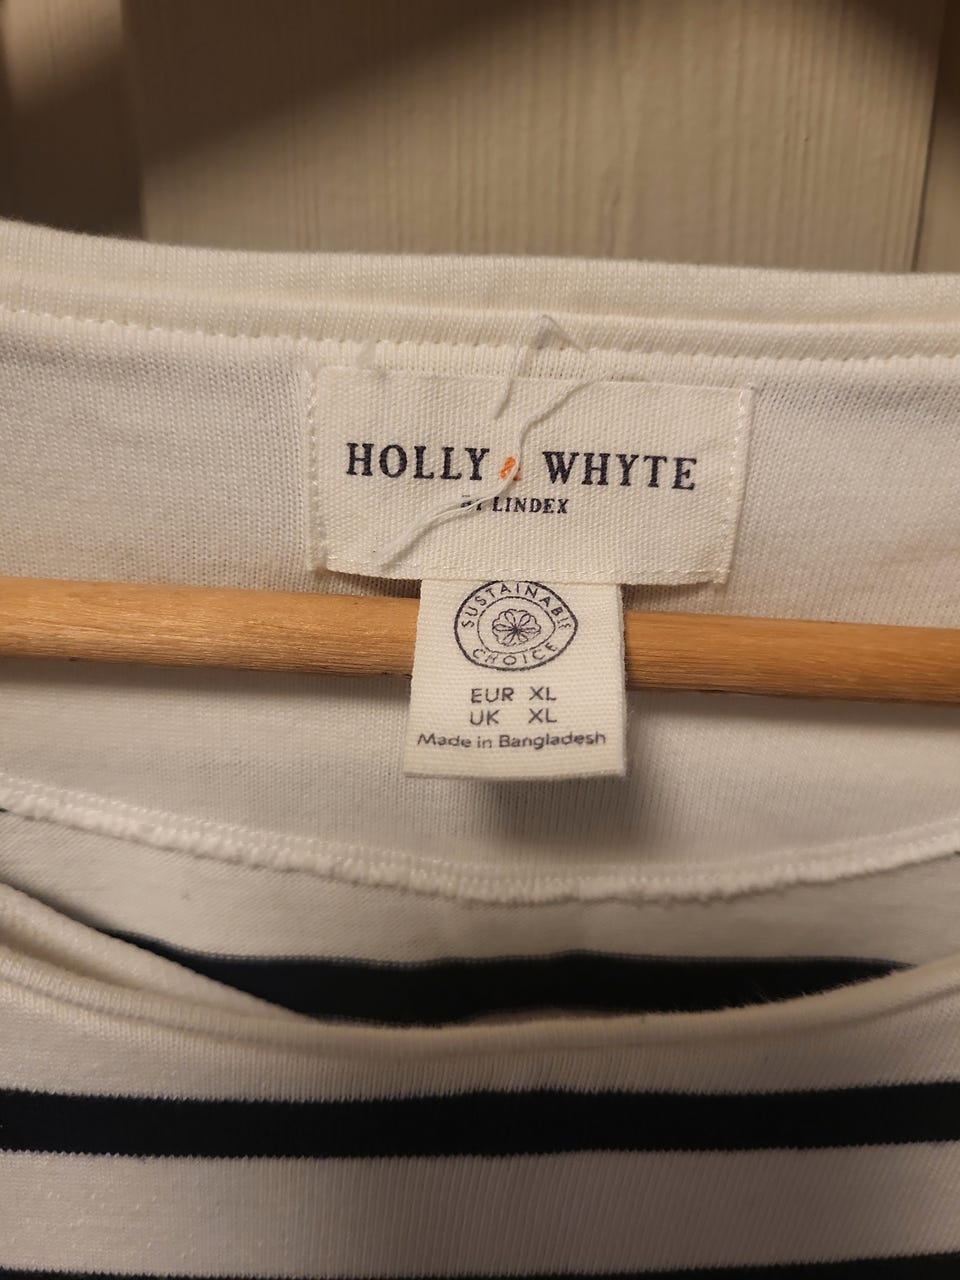 HOLLY & WHYTE
BY LINDEX
SUSTAINABLE
CHOICE
EUR XL
UK XL
Made in Bangladesh